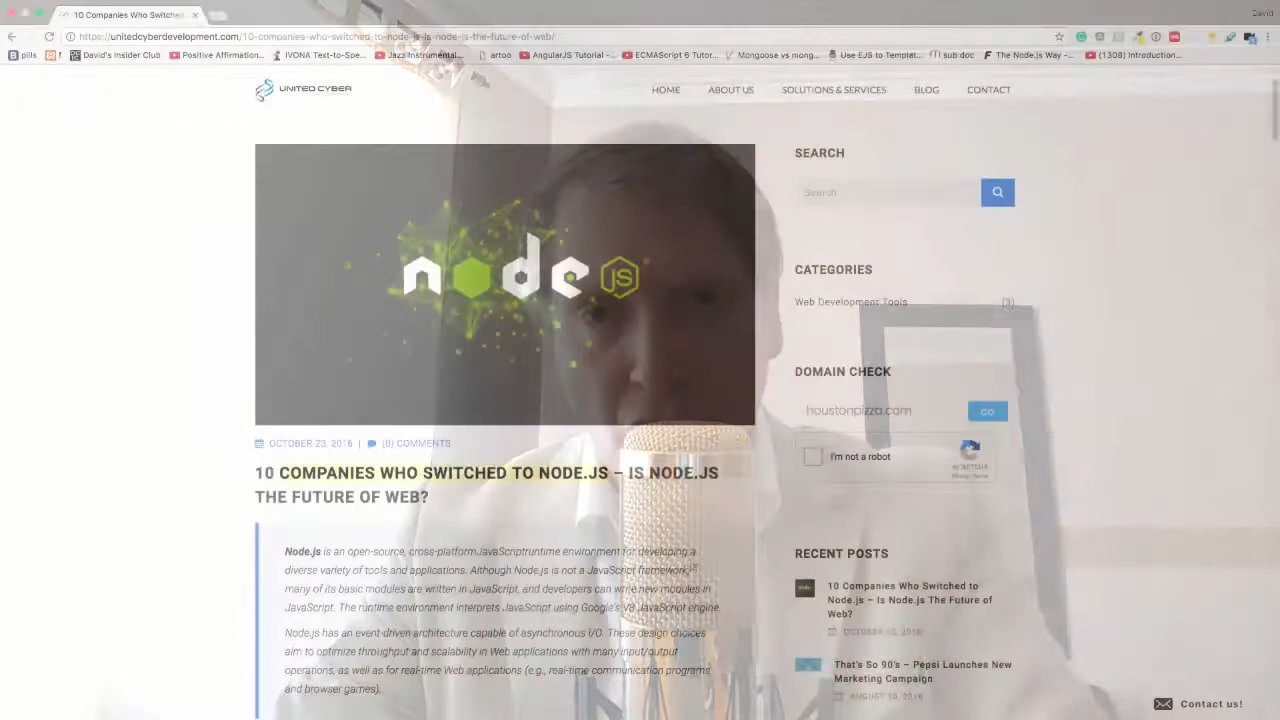 10 Companies Who Switched
David
https://unitedcyberdevelopment.com/10-companies-who-switched-to-node-js-is-node-js-the-future-of-web/
pills
f
David's Insider Club
Positive Affirmation...
IVONA Text-to-Spe...
Jazz Instrumental...
artoo
AngularJS Tutorial -...
ECMAScript 6 Tutor...
Mongoose vs mong...
Use EJS to Templat...
sub doc
The Node.js Way –...
(1308) Introduction...
UNITED CYBER
HOME
ABOUT US
SOLUTIONS & SERVICES
BLOG
CONTACT
node JS
OCTOBER 23, 2016 | (0) COMMENTS
10 COMPANIES WHO SWITCHED TO NODE.JS – IS NODE.JS
THE FUTURE OF WEB?
Node.js is an open-source, cross-platformJavaScriptruntime environment for developing a
diverse variety of tools and applications. Although Node.js is not a JavaScript framework,
many of its basic modules are written in JavaScript, and developers can write new modules in
JavaScript. The runtime environment interprets JavaScript using Google's V8 JavaScript engine.
Node.js has an event-driven architecture capable of asynchronous I/O. These design choices
aim to optimize throughput and scalability in Web applications with many input/output
operations, as well as for real-time Web applications (e.g., real-time communication programs
and browser games).
SEARCH
Search
CATEGORIES
Web Development Tools (3)
DOMAIN CHECK
houstonpizza.com
GO
I'm not a robot
reCAPTCHA
RECENT POSTS
10 Companies Who Switched to
Node.js – Is Node.js The Future of
Web?
2016
That's So 90's – Pepsi Launches New
Marketing Campaign
AUGUST 10, 2016
Contact us!